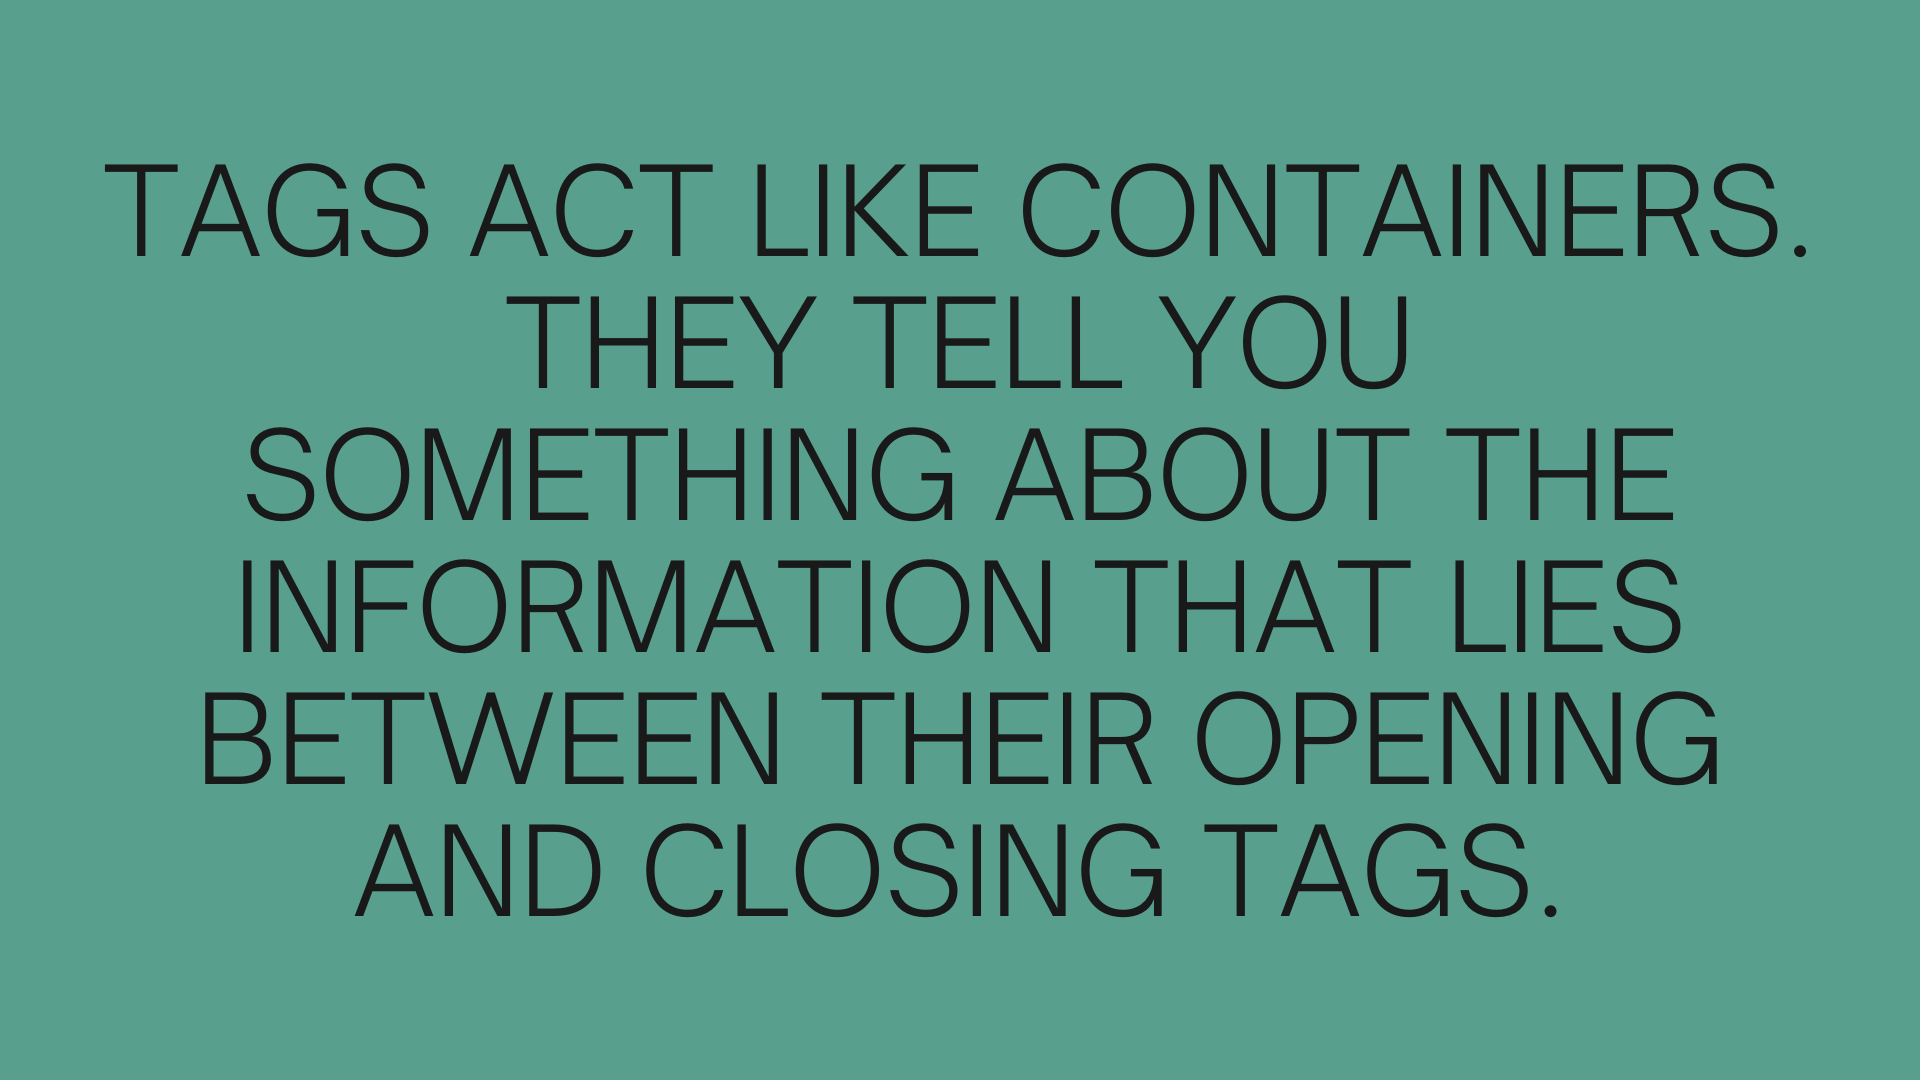 TAGS ACT LIKE CONTAINERS.
THEY TELL YOU
SOMETHING ABOUT THE
INFORMATION THAT LIES
BETWEEN THEIR OPENING
AND CLOSING TAGS.